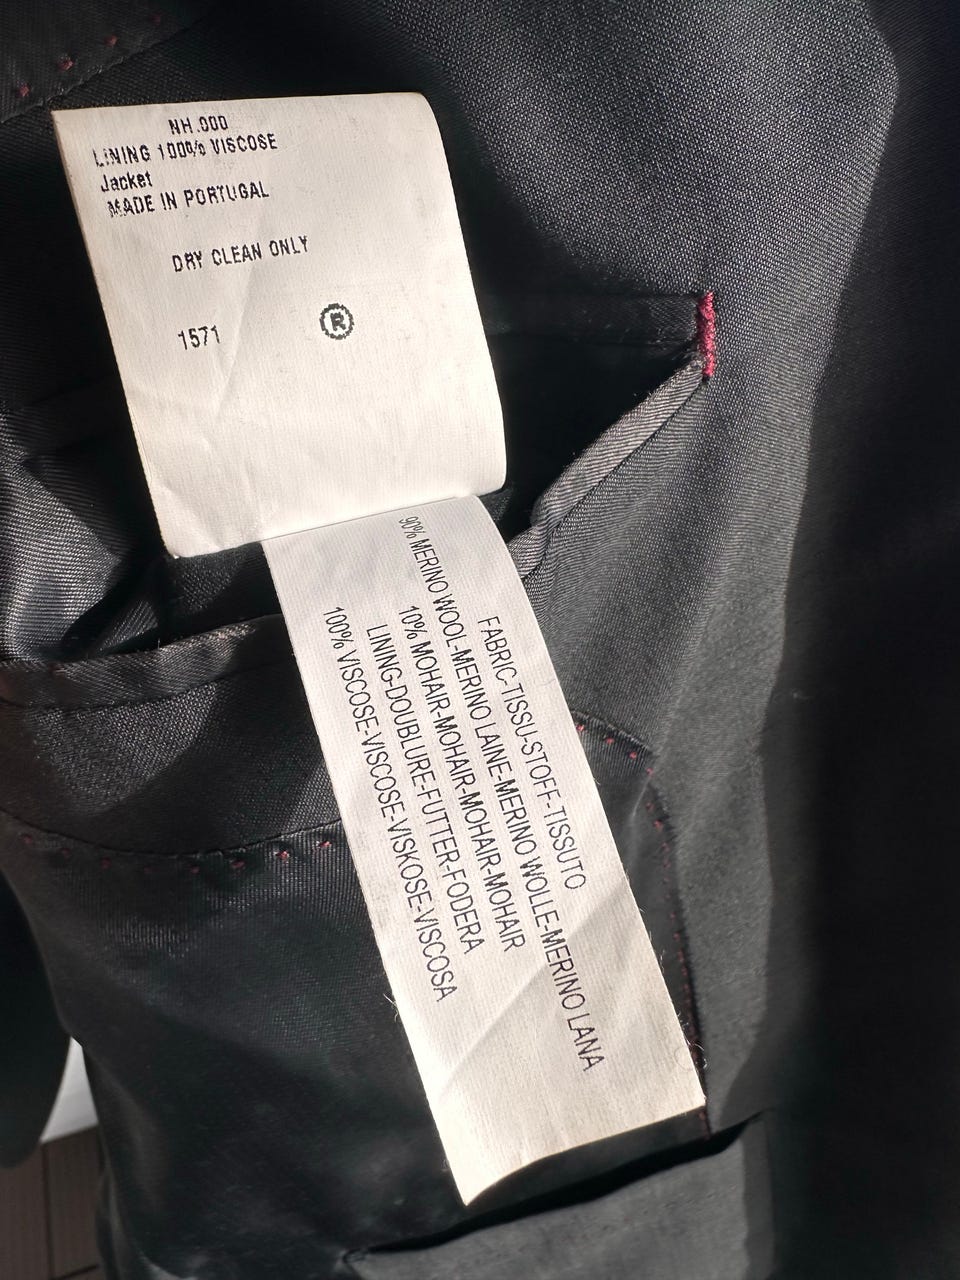 NH.000
LINING 100% VISCOSE
Jacket
MADE IN PORTUGAL
DRY CLEAN ONLY
1571 ®
FABRIC-TISSU-STOFF-TISSUTO
90% MERINO WOOL-MERINO LAINE-MERINO WOLLE-MERINO LANA
10% MOHAIR-MOHAIR-MOHAIR-MOHAIR
LINING-DOUBLURE-FUTTER-FODERA
100% VISCOSE-VISCOSE-VISKOSE-VISCOSA